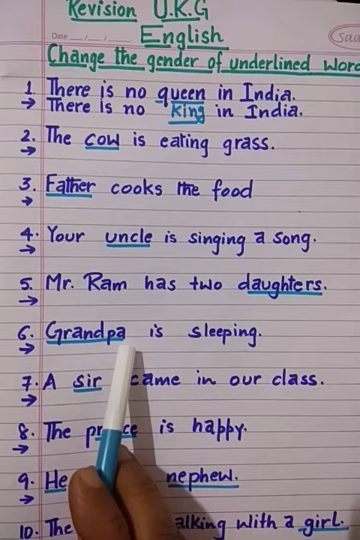 Revision U.K.G
Date ___/___/___ English
Change the gender of underlined word
1. There is no queen in India.
→ There is no king in India.
2. The cow is eating grass.
→
3. Father cooks the food
→
4. Your uncle is singing a song.
→
5. Mr. Ram has two daughters.
→
6. Grandpa is sleeping.
→
7. A sir came in our class.
→
8. The is happy.
→
9. He nephew.
→
10. The alking with a girl.